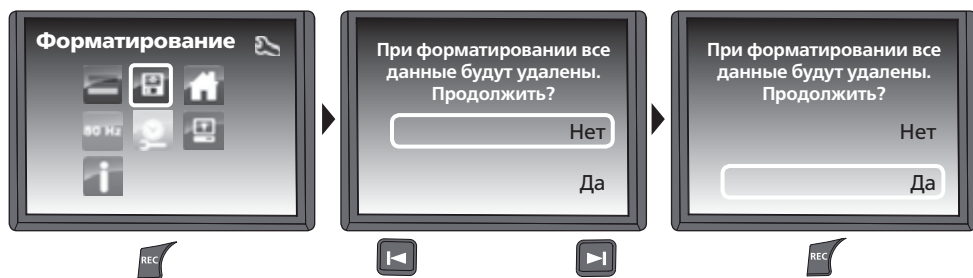 Форматирование
80 Hz
i
REC
При форматировании все
данные будут удалены.
Продолжить?
Нет
Да
При форматировании все
данные будут удалены.
Продолжить?
Нет
Да
REC